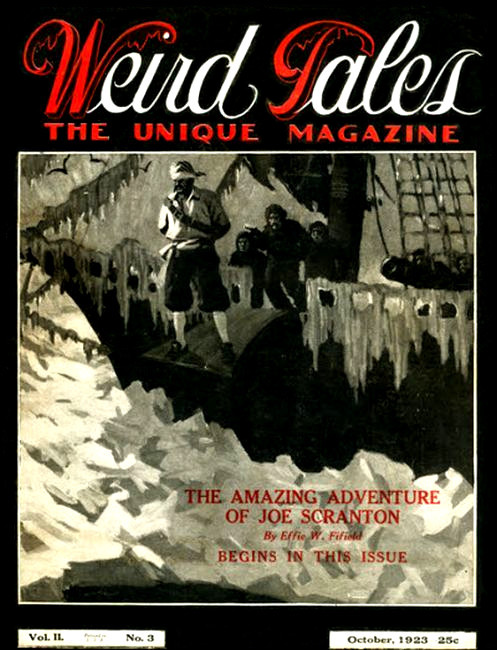 Weird Tales
THE UNIQUE MAGAZINE
THE AMAZING ADVENTURE
OF JOE SCRANTON
By Effie W. Fifield
BEGINS IN THIS ISSUE
Vol. II. No. 3
October, 1923 25c